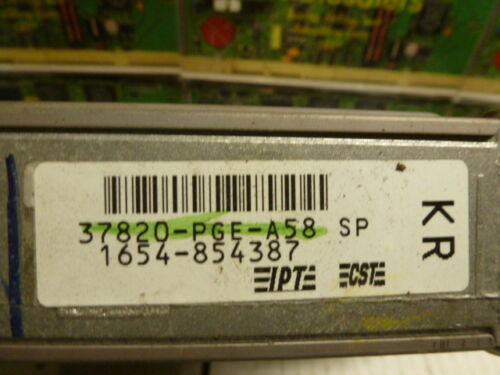 37820-PGE-A58 SP
1654-854387
IPT CST
KR